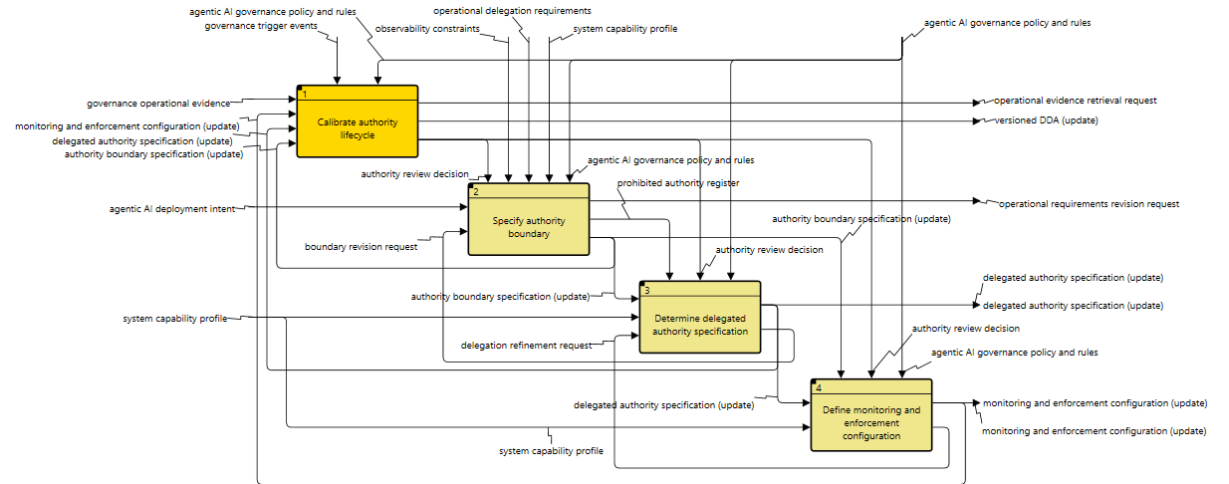 operational delegation requirements
agentic AI governance policy and rules
governance trigger events
observability constraints
system capability profile
agentic AI governance policy and rules
1
Calibrate authority
lifecycle
governance operational evidence
monitoring and enforcement configuration (update)
delegated authority specification (update)
authority boundary specification (update)
operational evidence retrieval request
versioned DDA (update)
authority review decision
agentic AI governance policy and rules
prohibited authority register
2
Specify authority
boundary
agentic AI deployment intent
boundary revision request
operational requirements revision request
authority boundary specification (update)
authority review decision
3
Determine delegated
authority specification
authority boundary specification (update)
system capability profile
delegation refinement request
delegated authority specification (update)
delegated authority specification (update)
authority review decision
agentic AI governance policy and rules
4
Define monitoring and
enforcement
configuration
delegated authority specification (update)
system capability profile
monitoring and enforcement configuration (update)
monitoring and enforcement configuration (update)